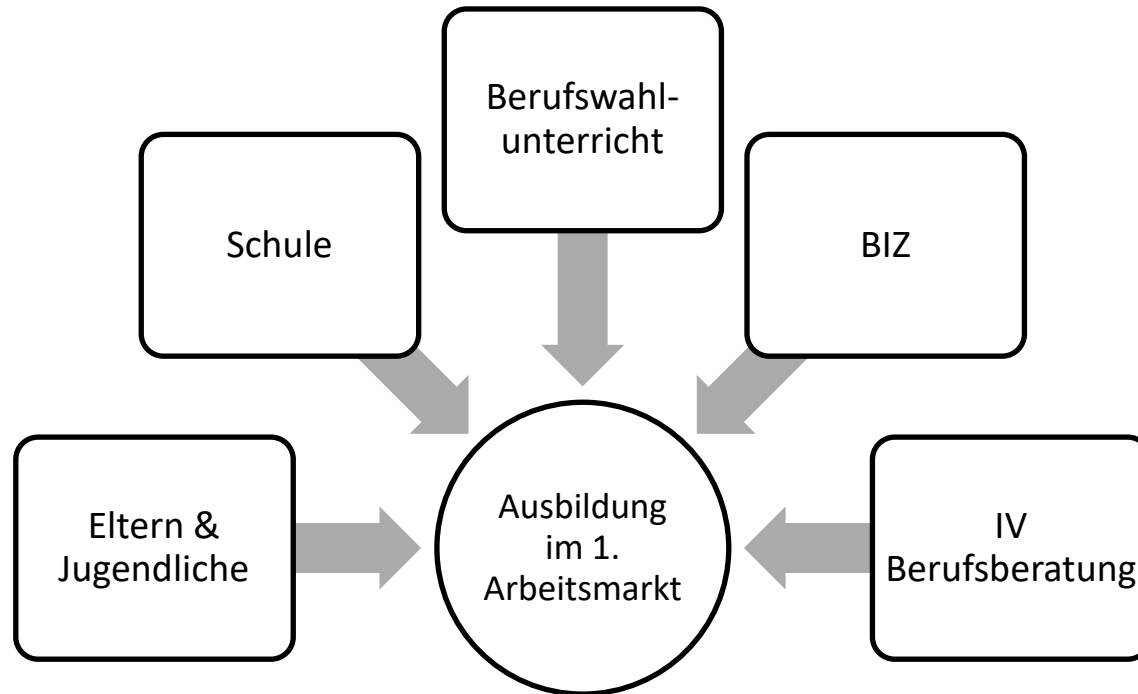 Berufswahl-
unterricht
Schule
BIZ
Eltern &
Jugendliche
Ausbildung
im 1.
Arbeitsmarkt
IV
Berufsberatung